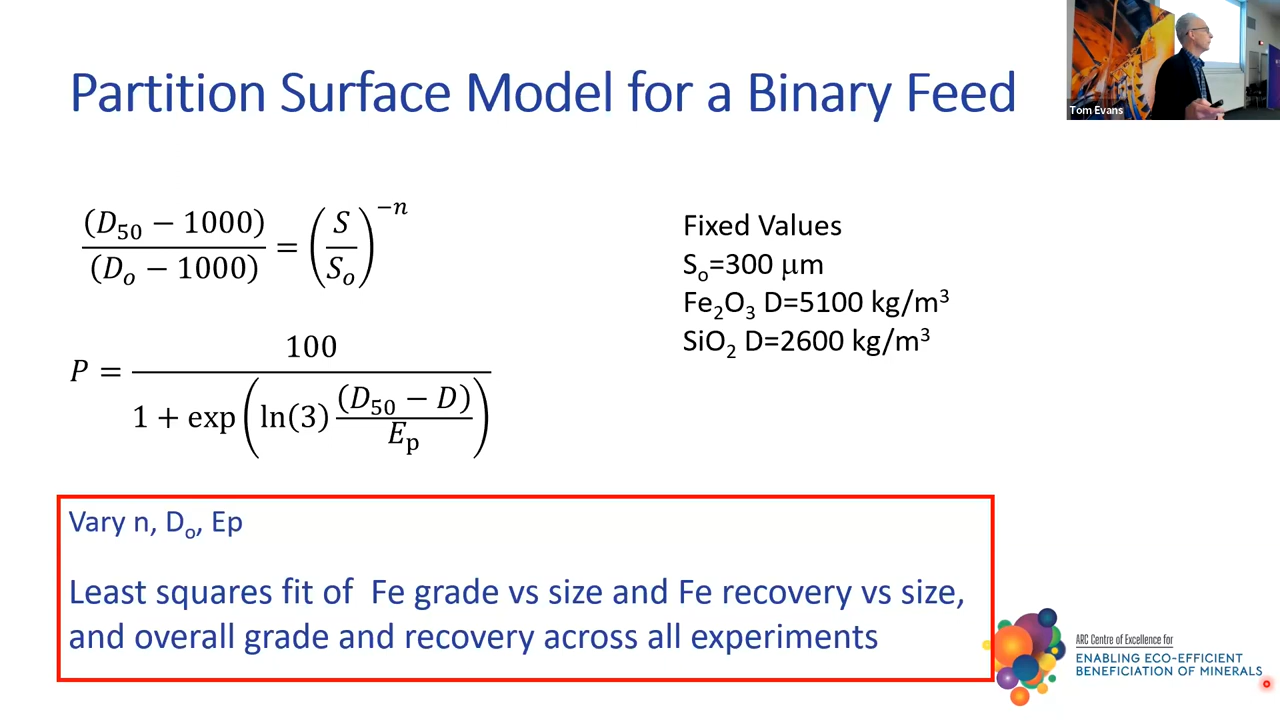 Partition Surface Model for a Binary Feed
Tom Evans
(D₅₀ − 1000) / (Dₒ − 1000) = (S / Sₒ)⁻ⁿ
P = 100 / (1 + exp(ln(3) (D₅₀ − D) / Eₚ))
Fixed Values
Sₒ=300 μm
Fe₂O₃ D=5100 kg/m³
SiO₂ D=2600 kg/m³
Vary n, Dₒ, Ep
Least squares fit of Fe grade vs size and Fe recovery vs size,
and overall grade and recovery across all experiments
ARC Centre of Excellence for
ENABLING ECO-EFFICIENT
BENEFICIATION OF MINERALS